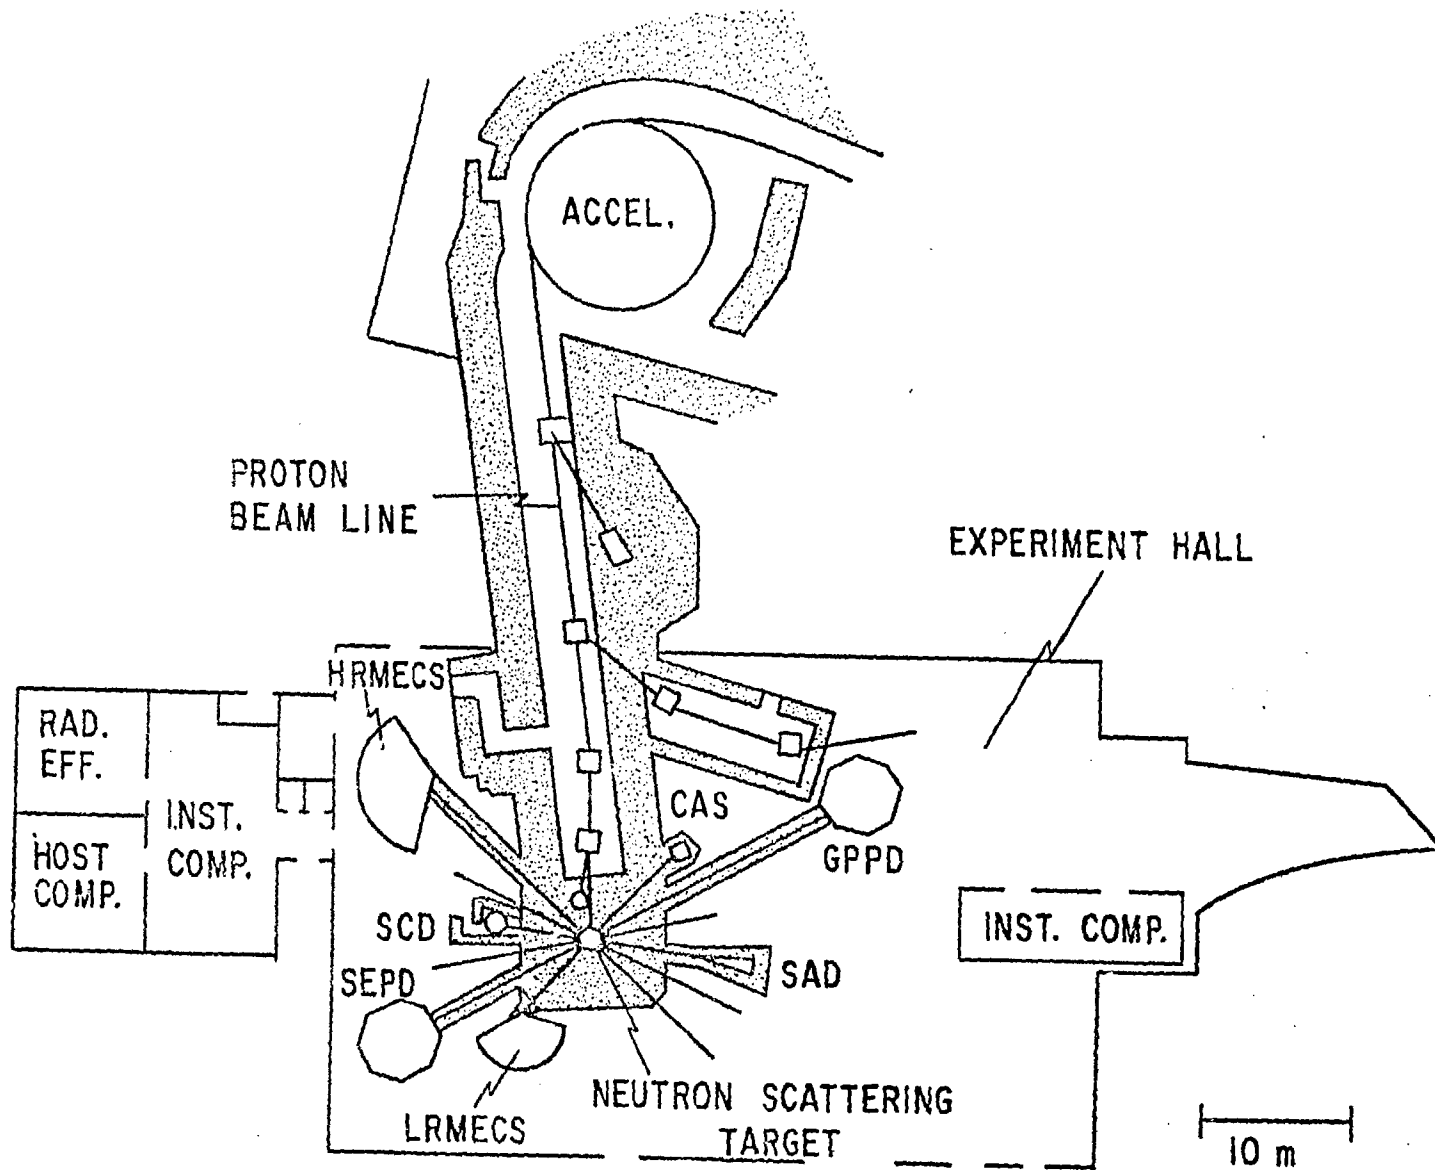 ACCEL.
PROTON
BEAM LINE
EXPERIMENT HALL
HRMECS
RAD.
EFF.
INST.
COMP.
HOST
COMP.
CAS
GPPD
SCD
SEPD
INST. COMP.
SAD
NEUTRON SCATTERING
TARGET
LRMECS
10 m